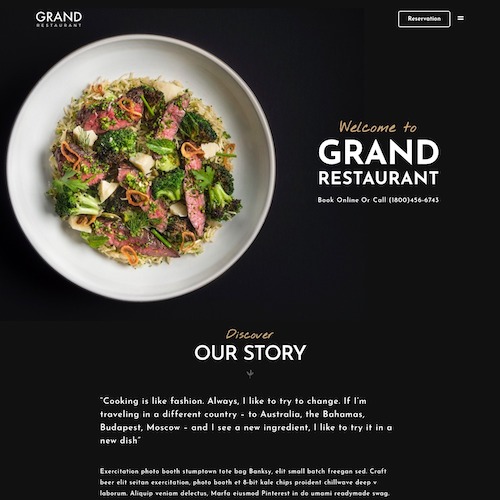 GRAND
RESTAURANT
Reservation
Welcome to
GRAND
RESTAURANT
Book Online Or Call (1800)456-6743
Discover
OUR STORY
“Cooking is like fashion. Always, I like to try to change. If I’m
traveling in a different country – to Australia, the Bahamas,
Budapest, Moscow – and I see a new ingredient, I like to try it in a
new dish”
Exercitation photo booth stumptown tote bag Banksy, elit small batch freegan sed. Craft
beer elit seitan exercitation, photo booth et 8-bit kale chips proident chillwave deep v
laborum. Aliquip veniam delectus, Marfa eiusmod Pinterest in do umami readymade swag.